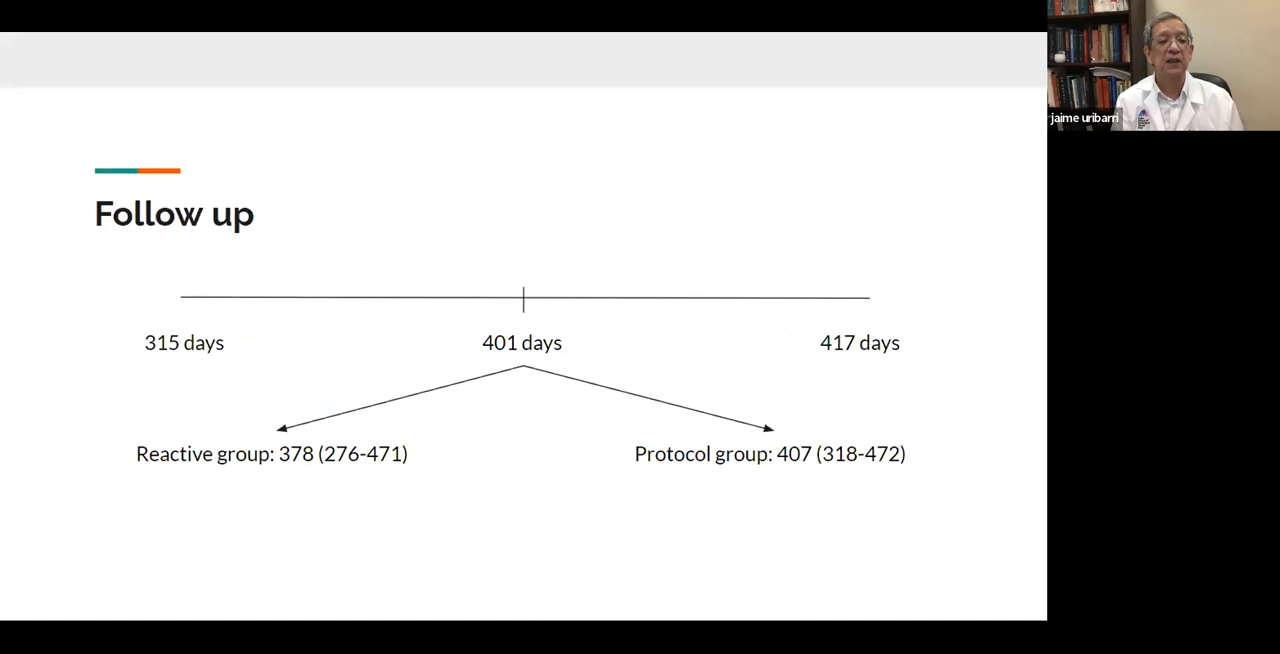 jaime uribarri
Follow up
315 days
401 days
417 days
Reactive group: 378 (276-471)
Protocol group: 407 (318-472)